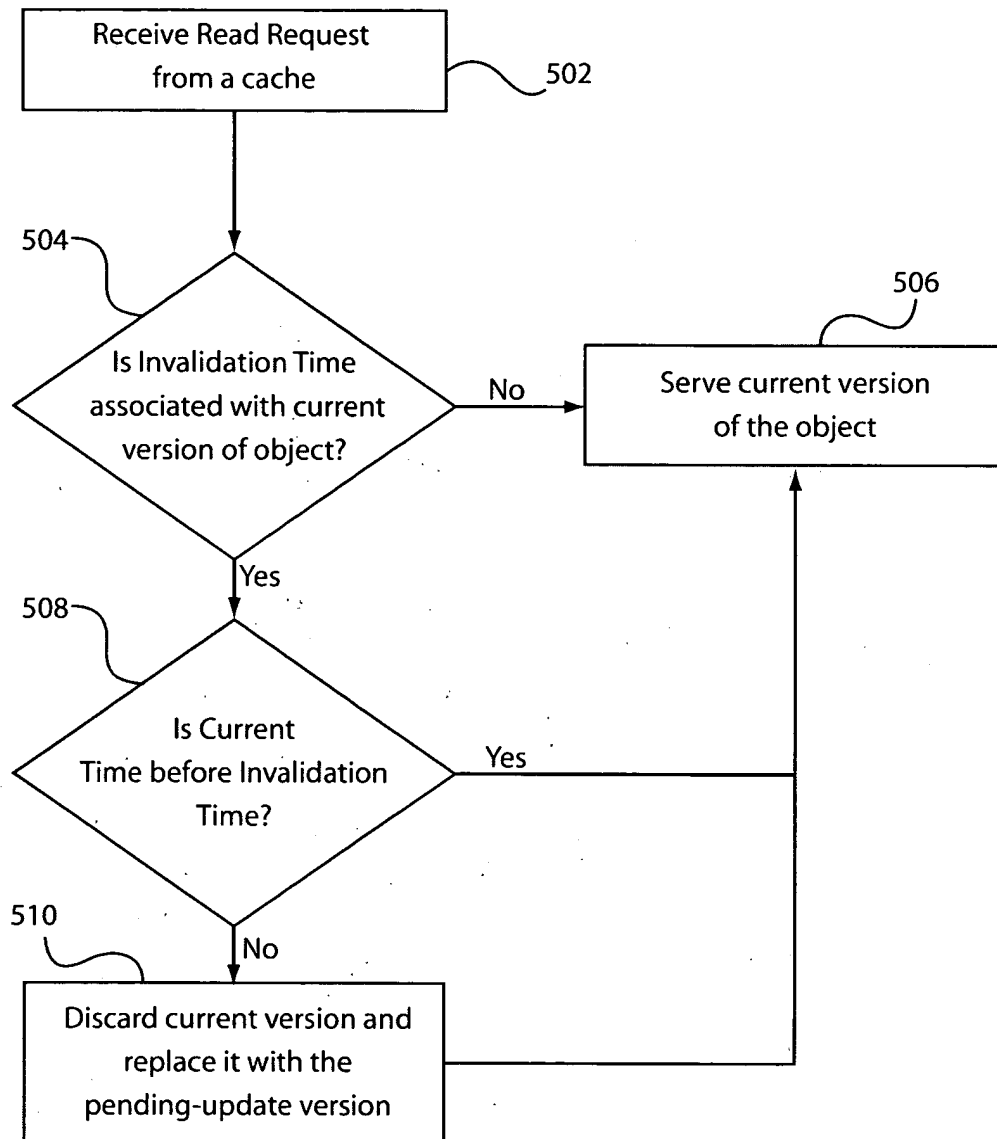 Receive Read Request
from a cache
502
504
Is Invalidation Time
associated with current
version of object?
No
506
Serve current version
of the object
Yes
508
Is Current
Time before Invalidation
Time?
Yes
510
No
Discard current version and
replace it with the
pending-update version